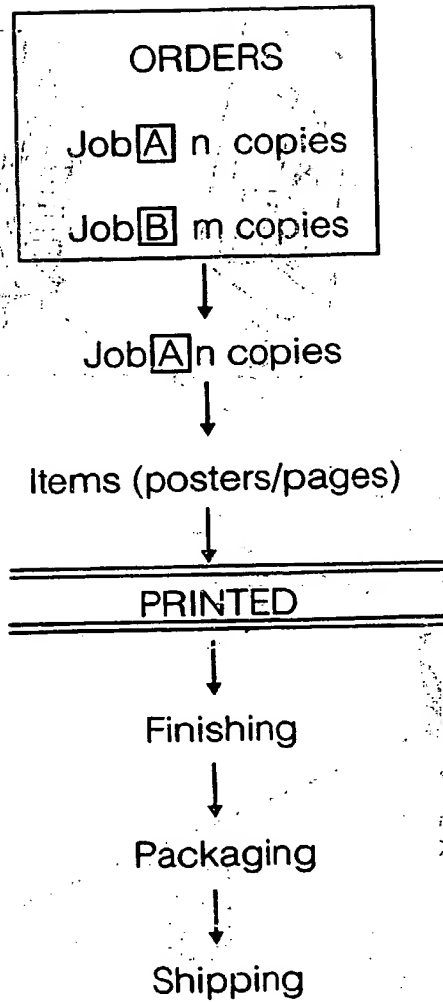 ORDERS
Job A n copies
Job B m copies
Job A n copies
Items (posters/pages)
PRINTED
Finishing
Packaging
Shipping